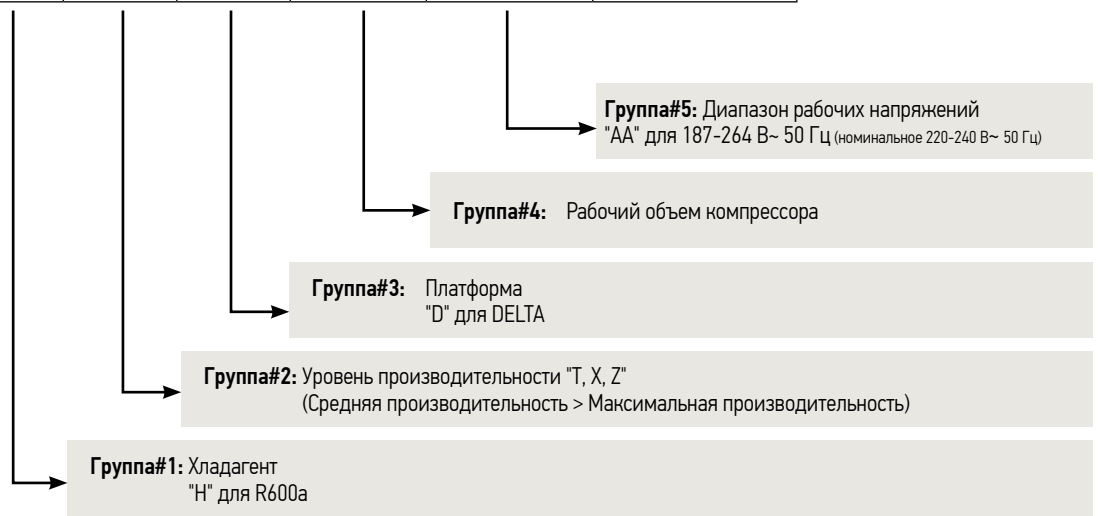 Группа#5: Диапазон рабочих напряжений
"AA" для 187-264 В~ 50 Гц (номинальное 220-240 В~ 50 Гц)
Группа#4: Рабочий объем компрессора
Группа#3: Платформа
"D" для DELTA
Группа#2: Уровень производительности "T, X, Z"
(Средняя производительность > Максимальная производительность)
Группа#1: Хладагент
"H" для R600a